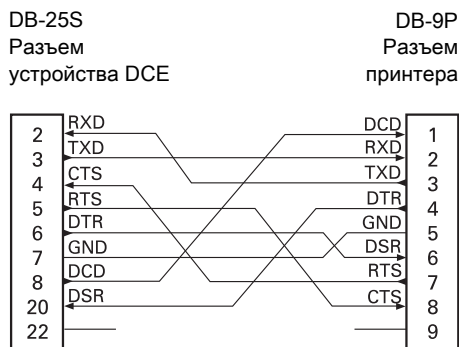 DB-25S
Разъем
устройства DCE
DB-9P
Разъем
принтера
2 RXD DCD 1
3 TXD RXD 2
4 CTS TXD 3
5 RTS DTR 4
6 DTR GND 5
7 GND DSR 6
8 DCD RTS 7
20 DSR CTS 8
22 9